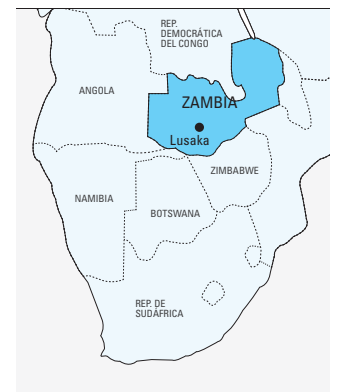 REP.
DEMOCRÁTICA
DEL CONGO
ANGOLA
ZAMBIA
Lusaka
ZIMBABWE
NAMIBIA
BOTSWANA
REP. DE
SUDÁFRICA